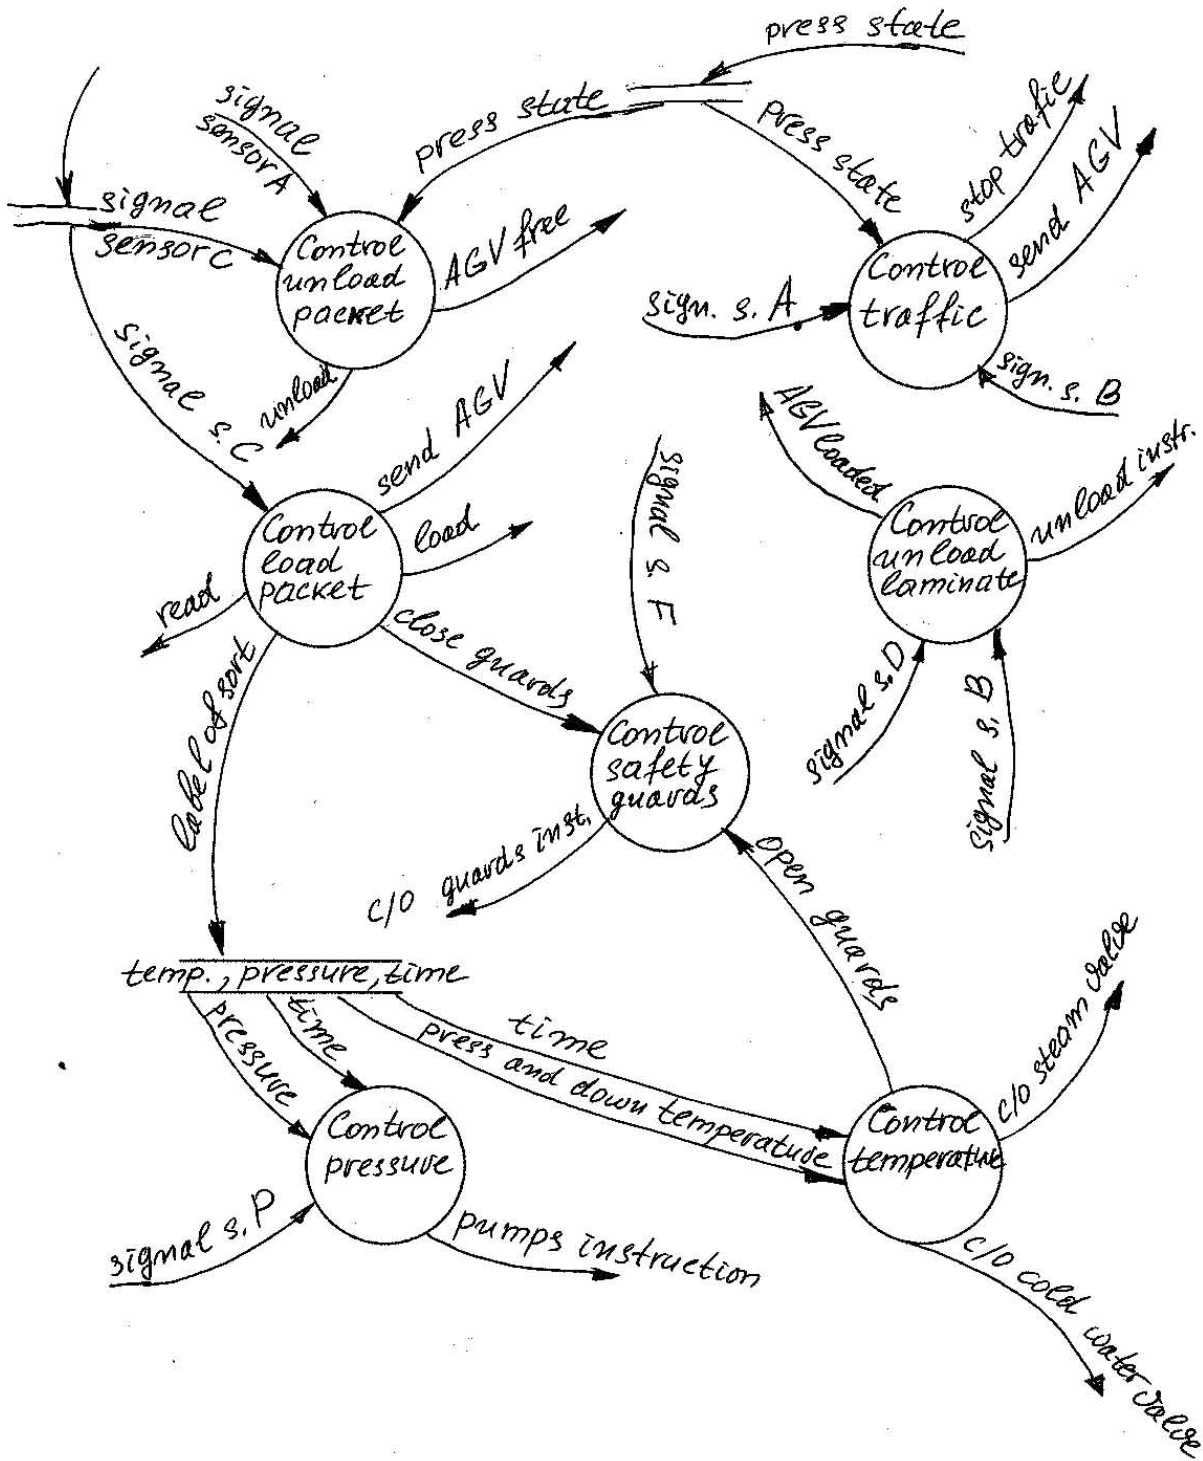 press state
signal
sensor A
press state
press state
stop trafic
send AGV
signal
sensor C
Control
unload
packet
AGV free
Control
traffic
sign. s. A.
sign. s. B
unload
signal s. C
send AGV
AGV loaded
unload instr.
Control
load
packet
load
read
signal s. F
Control
unload
laminate
close guards
label of sort
signal s. D
signal s. B
Control
safety
guards
c/o guards inst.
open guards
temp., pressure, time
pressure
time
time
press and down temperature
c/o steam valve
Control
pressure
Control
temperature
signal s. P
pumps instruction
c/o cold water valve